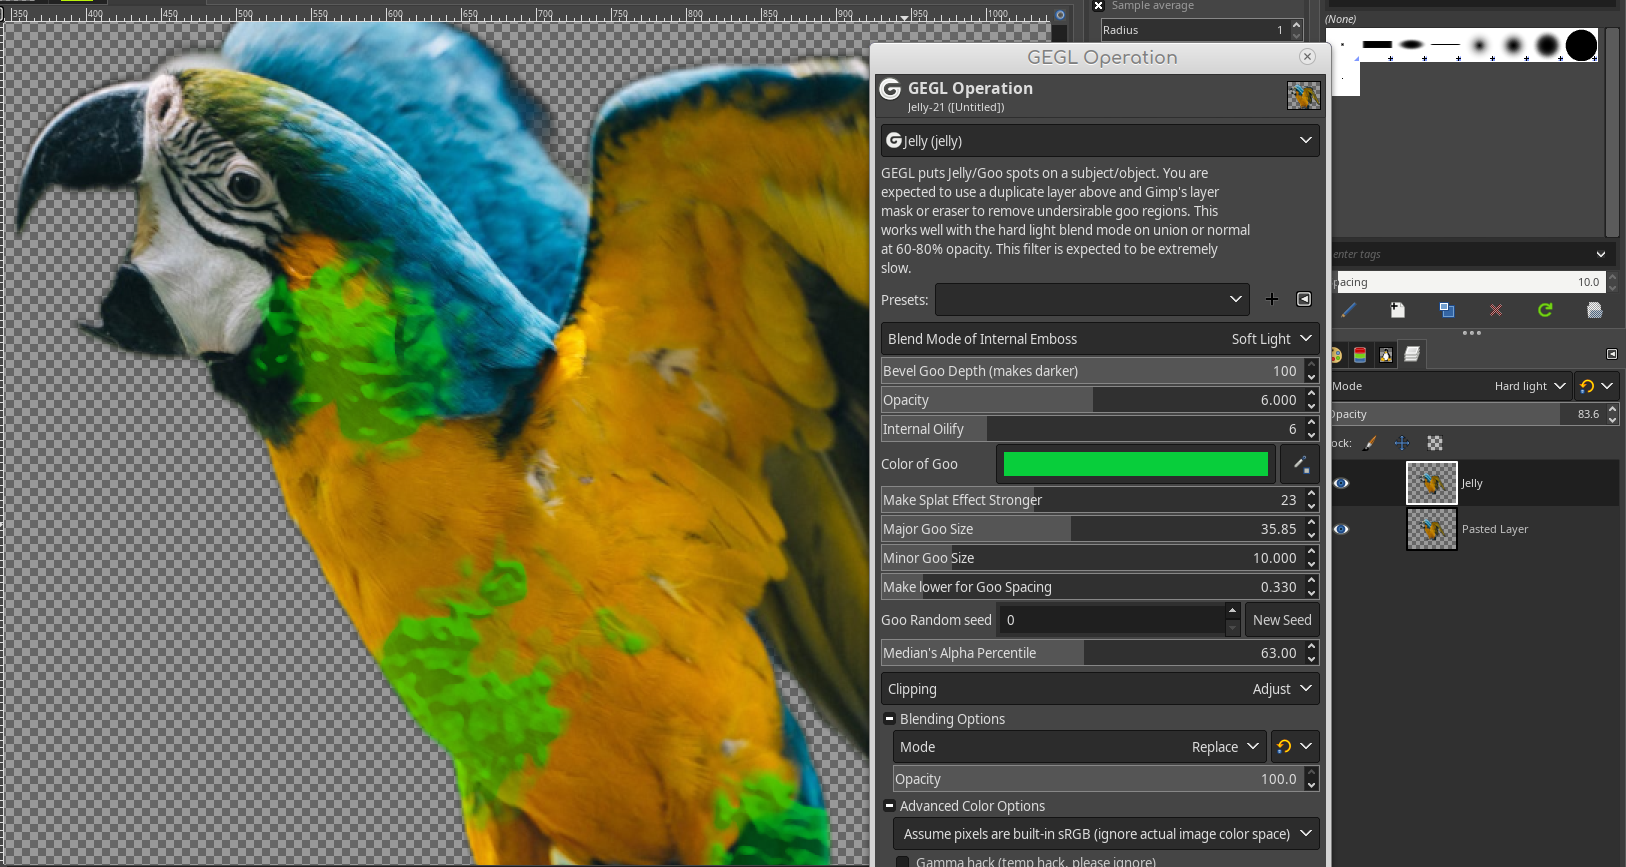 350 400 450 500 550 600 650 700 750 800 850 900 950 1000
Sample average
Radius 1
(None)
GEGL Operation
GEGL Operation
Jelly-21 ([Untitled])
Jelly (jelly)
GEGL puts Jelly/Goo spots on a subject/object. You are
expected to use a duplicate layer above and Gimp's layer
mask or eraser to remove undersirable goo regions. This
works well with the hard light blend mode on union or normal
at 60-80% opacity. This filter is expected to be extremely
slow.
Presets:
Blend Mode of Internal Emboss Soft Light
Bevel Goo Depth (makes darker) 100
Opacity 6.000
Internal Oilify 6
Color of Goo
Make Splat Effect Stronger 23
Major Goo Size 35.85
Minor Goo Size 10.000
Make lower for Goo Spacing 0.330
Goo Random seed 0 New Seed
Median's Alpha Percentile 63.00
Clipping Adjust
Blending Options
Mode Replace
Opacity 100.0
Advanced Color Options
Assume pixels are built-in sRGB (ignore actual image color space)
Gamma hack (temp hack, please ignore)
enter tags
pacing 10.0
Mode Hard light
Opacity 83.6
ock:
Jelly
Pasted Layer